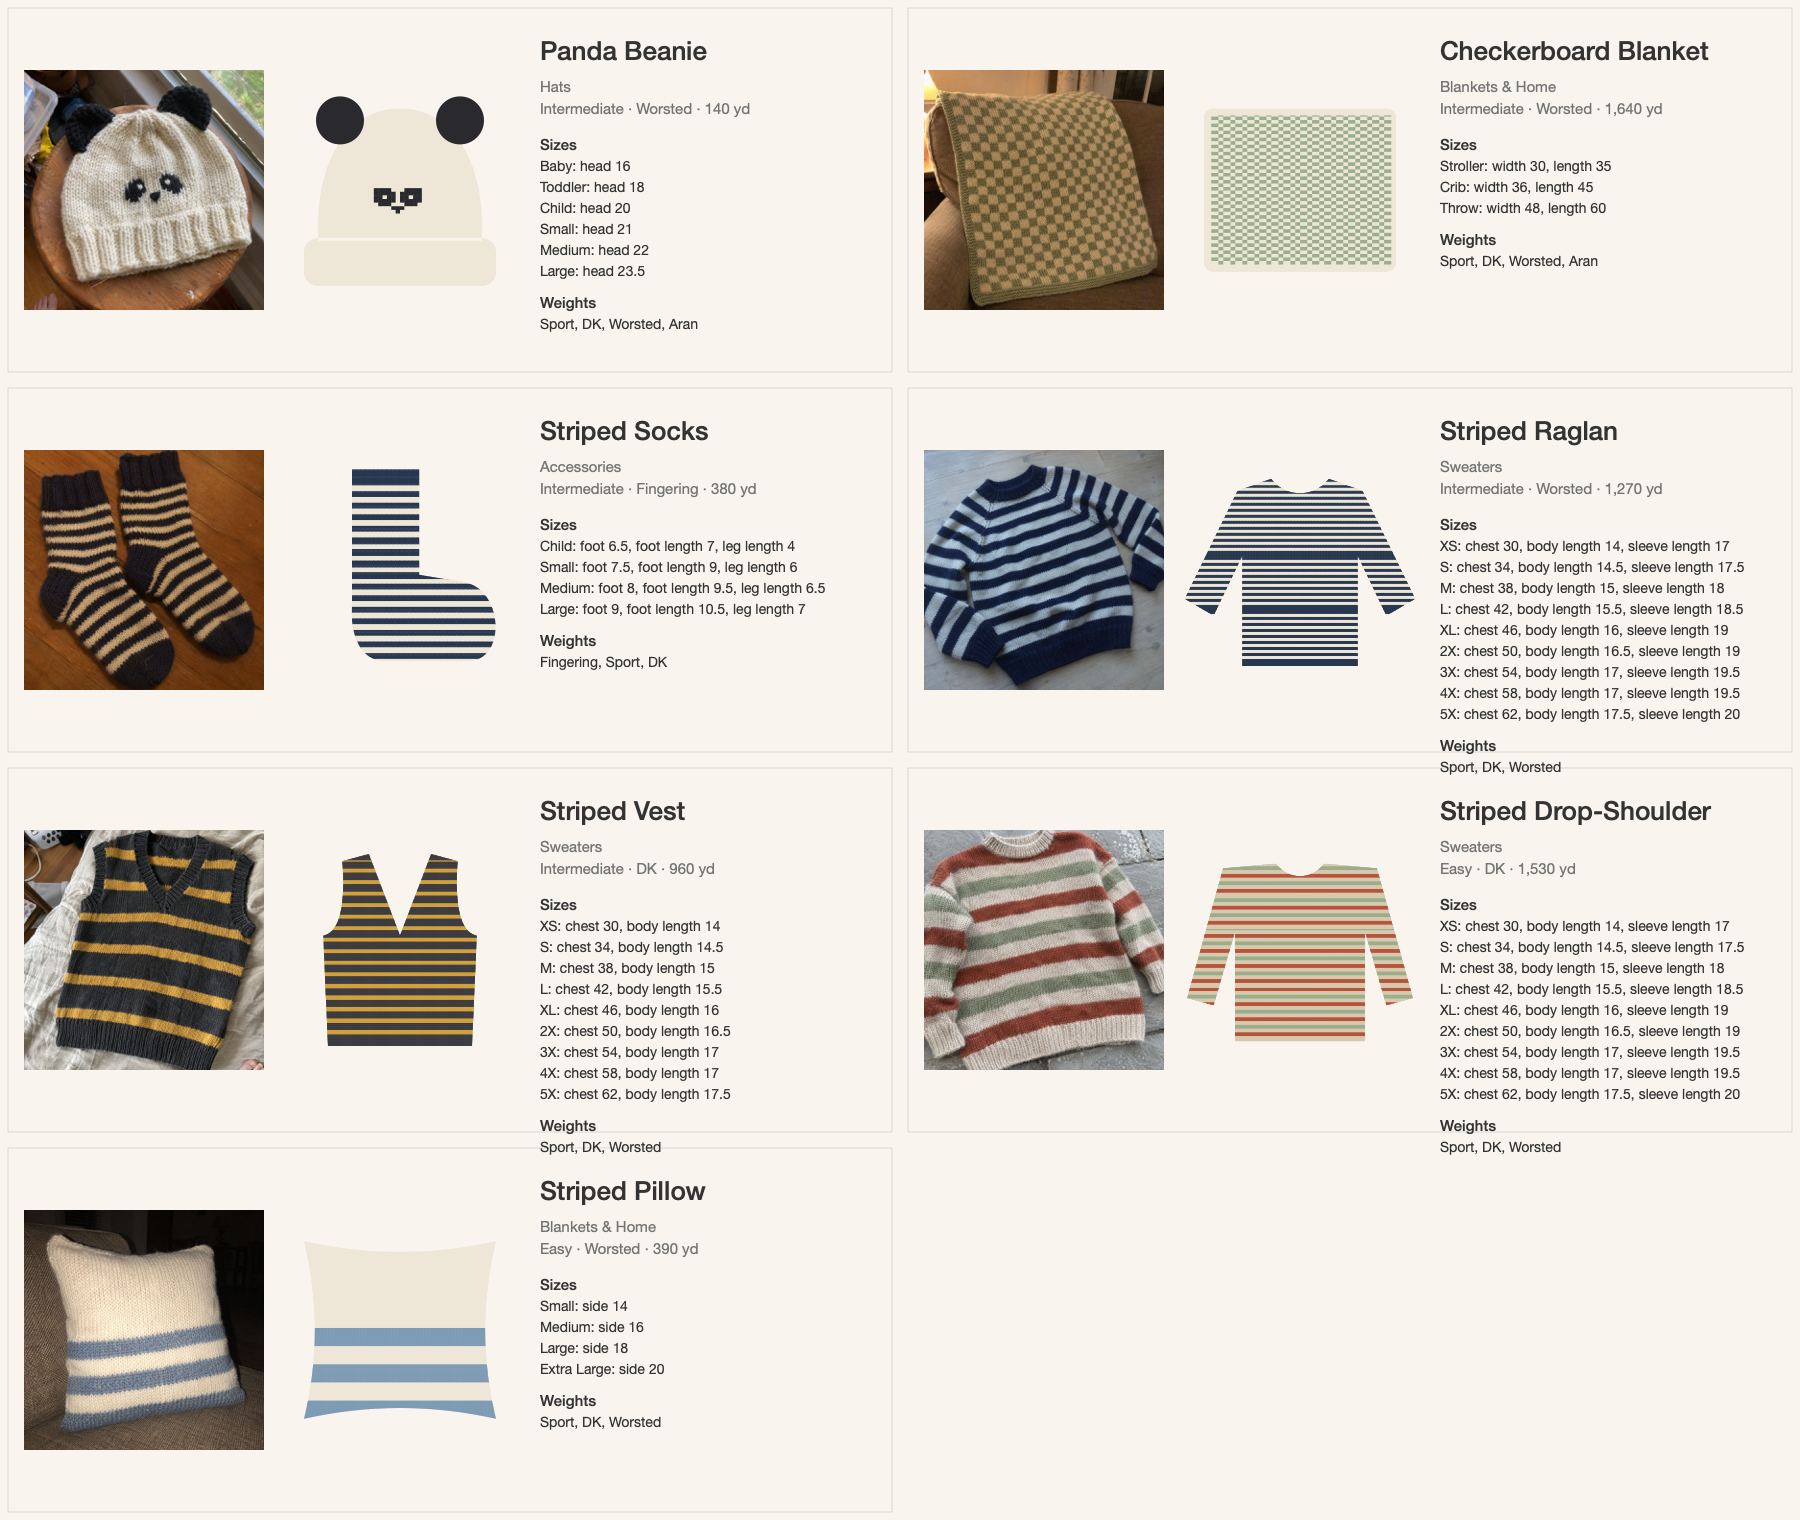 Panda Beanie
Hats
Intermediate · Worsted · 140 yd
Sizes
Baby: head 16
Toddler: head 18
Child: head 20
Small: head 21
Medium: head 22
Large: head 23.5
Weights
Sport, DK, Worsted, Aran
Checkerboard Blanket
Blankets & Home
Intermediate · Worsted · 1,640 yd
Sizes
Stroller: width 30, length 35
Crib: width 36, length 45
Throw: width 48, length 60
Weights
Sport, DK, Worsted, Aran
Striped Socks
Accessories
Intermediate · Fingering · 380 yd
Sizes
Child: foot 6.5, foot length 7, leg length 4
Small: foot 7.5, foot length 9, leg length 6
Medium: foot 8, foot length 9.5, leg length 6.5
Large: foot 9, foot length 10.5, leg length 7
Weights
Fingering, Sport, DK
Striped Raglan
Sweaters
Intermediate · Worsted · 1,270 yd
Sizes
XS: chest 30, body length 14, sleeve length 17
S: chest 34, body length 14.5, sleeve length 17.5
M: chest 38, body length 15, sleeve length 18
L: chest 42, body length 15.5, sleeve length 18.5
XL: chest 46, body length 16, sleeve length 19
2X: chest 50, body length 16.5, sleeve length 19
3X: chest 54, body length 17, sleeve length 19.5
4X: chest 58, body length 17, sleeve length 19.5
5X: chest 62, body length 17.5, sleeve length 20
Weights
Sport, DK, Worsted
Striped Vest
Sweaters
Intermediate · DK · 960 yd
Sizes
XS: chest 30, body length 14
S: chest 34, body length 14.5
M: chest 38, body length 15
L: chest 42, body length 15.5
XL: chest 46, body length 16
2X: chest 50, body length 16.5
3X: chest 54, body length 17
4X: chest 58, body length 17
5X: chest 62, body length 17.5
Weights
Sport, DK, Worsted
Striped Drop-Shoulder
Sweaters
Easy · DK · 1,530 yd
Sizes
XS: chest 30, body length 14, sleeve length 17
S: chest 34, body length 14.5, sleeve length 17.5
M: chest 38, body length 15, sleeve length 18
L: chest 42, body length 15.5, sleeve length 18.5
XL: chest 46, body length 16, sleeve length 19
2X: chest 50, body length 16.5, sleeve length 19
3X: chest 54, body length 17, sleeve length 19.5
4X: chest 58, body length 17, sleeve length 19.5
5X: chest 62, body length 17.5, sleeve length 20
Weights
Sport, DK, Worsted
Striped Pillow
Blankets & Home
Easy · Worsted · 390 yd
Sizes
Small: side 14
Medium: side 16
Large: side 18
Extra Large: side 20
Weights
Sport, DK, Worsted